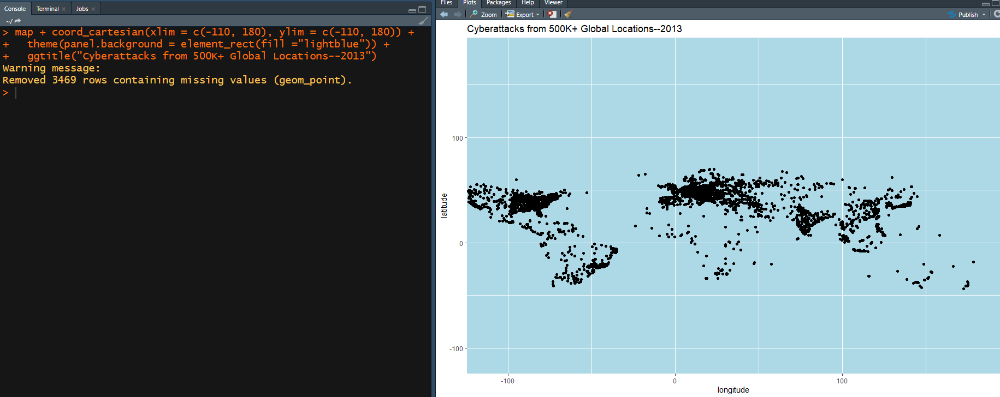 Console Terminal Jobs
~/
> map + coord_cartesian(xlim = c(-110, 180), ylim = c(-110, 180)) +
+   theme(panel.background = element_rect(fill ="lightblue")) +
+   ggtitle("Cyberattacks from 500K+ Global Locations--2013")
Warning message:
Removed 3469 rows containing missing values (geom_point).
>
Files Plots Packages Help Viewer
Zoom Export Publish
Cyberattacks from 500K+ Global Locations--2013
100
0
-100
latitude
-100 0 100
longitude